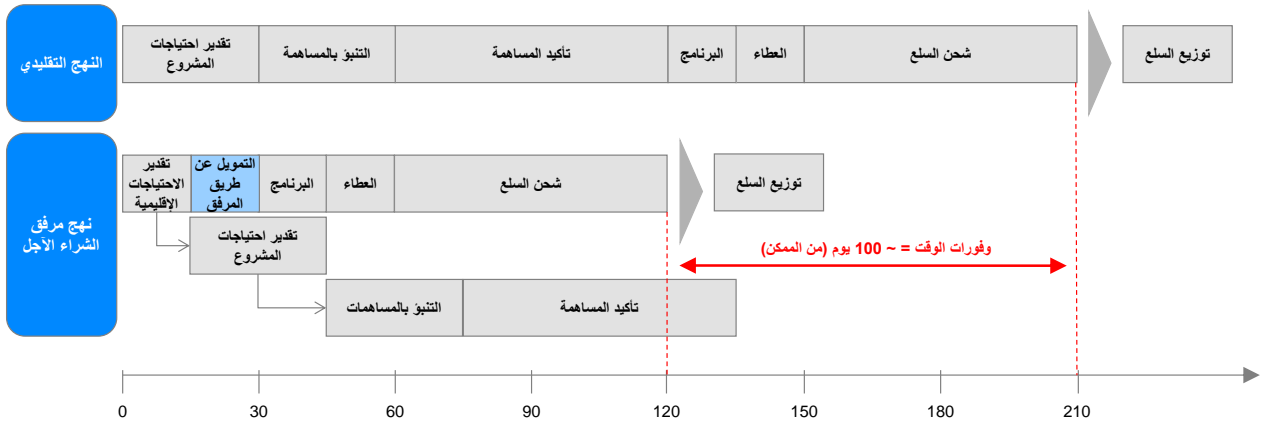 النهج التقليدي
تقدير احتياجات
المشروع
التنبؤ بالمساهمة
تأكيد المساهمة
البرنامج
العطاء
شحن السلع
توزيع السلع
نهج مرفق
الشراء الآجل
تقدير
الاحتياجات
الإقليمية
التمويل عن
طريق
المرفق
البرنامج
العطاء
شحن السلع
توزيع السلع
تقدير احتياجات
المشروع
وفورات الوقت = ~ 100 يوم (من الممكن)
التنبؤ بالمساهمات
تأكيد المساهمة
0 30 60 90 120 150 180 210